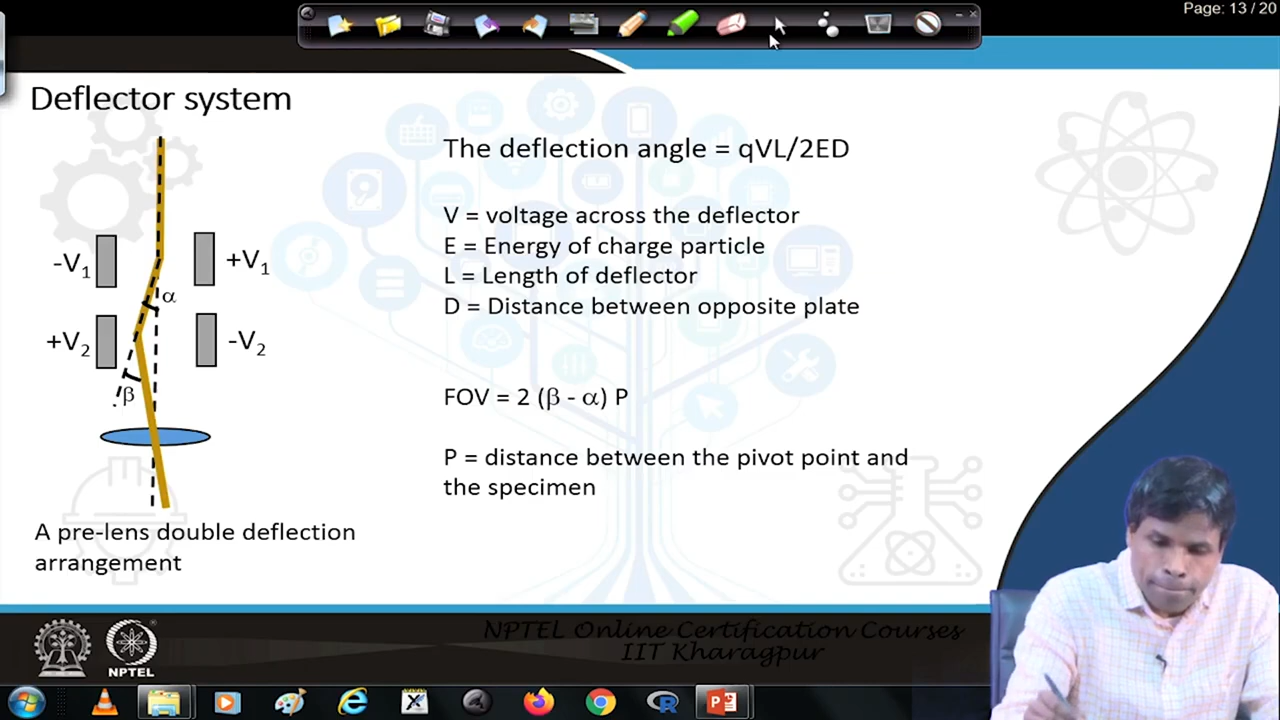 Page: 13 / 20
Deflector system
The deflection angle = qVL/2ED
V = voltage across the deflector
E = Energy of charge particle
L = Length of deflector
D = Distance between opposite plate
-V1
+V1
α
+V2
-V2
β
FOV = 2 (β - α) P
P = distance between the pivot point and
the specimen
A pre-lens double deflection
arrangement
NPTEL Online Certification Courses
IIT Kharagpur
NPTEL